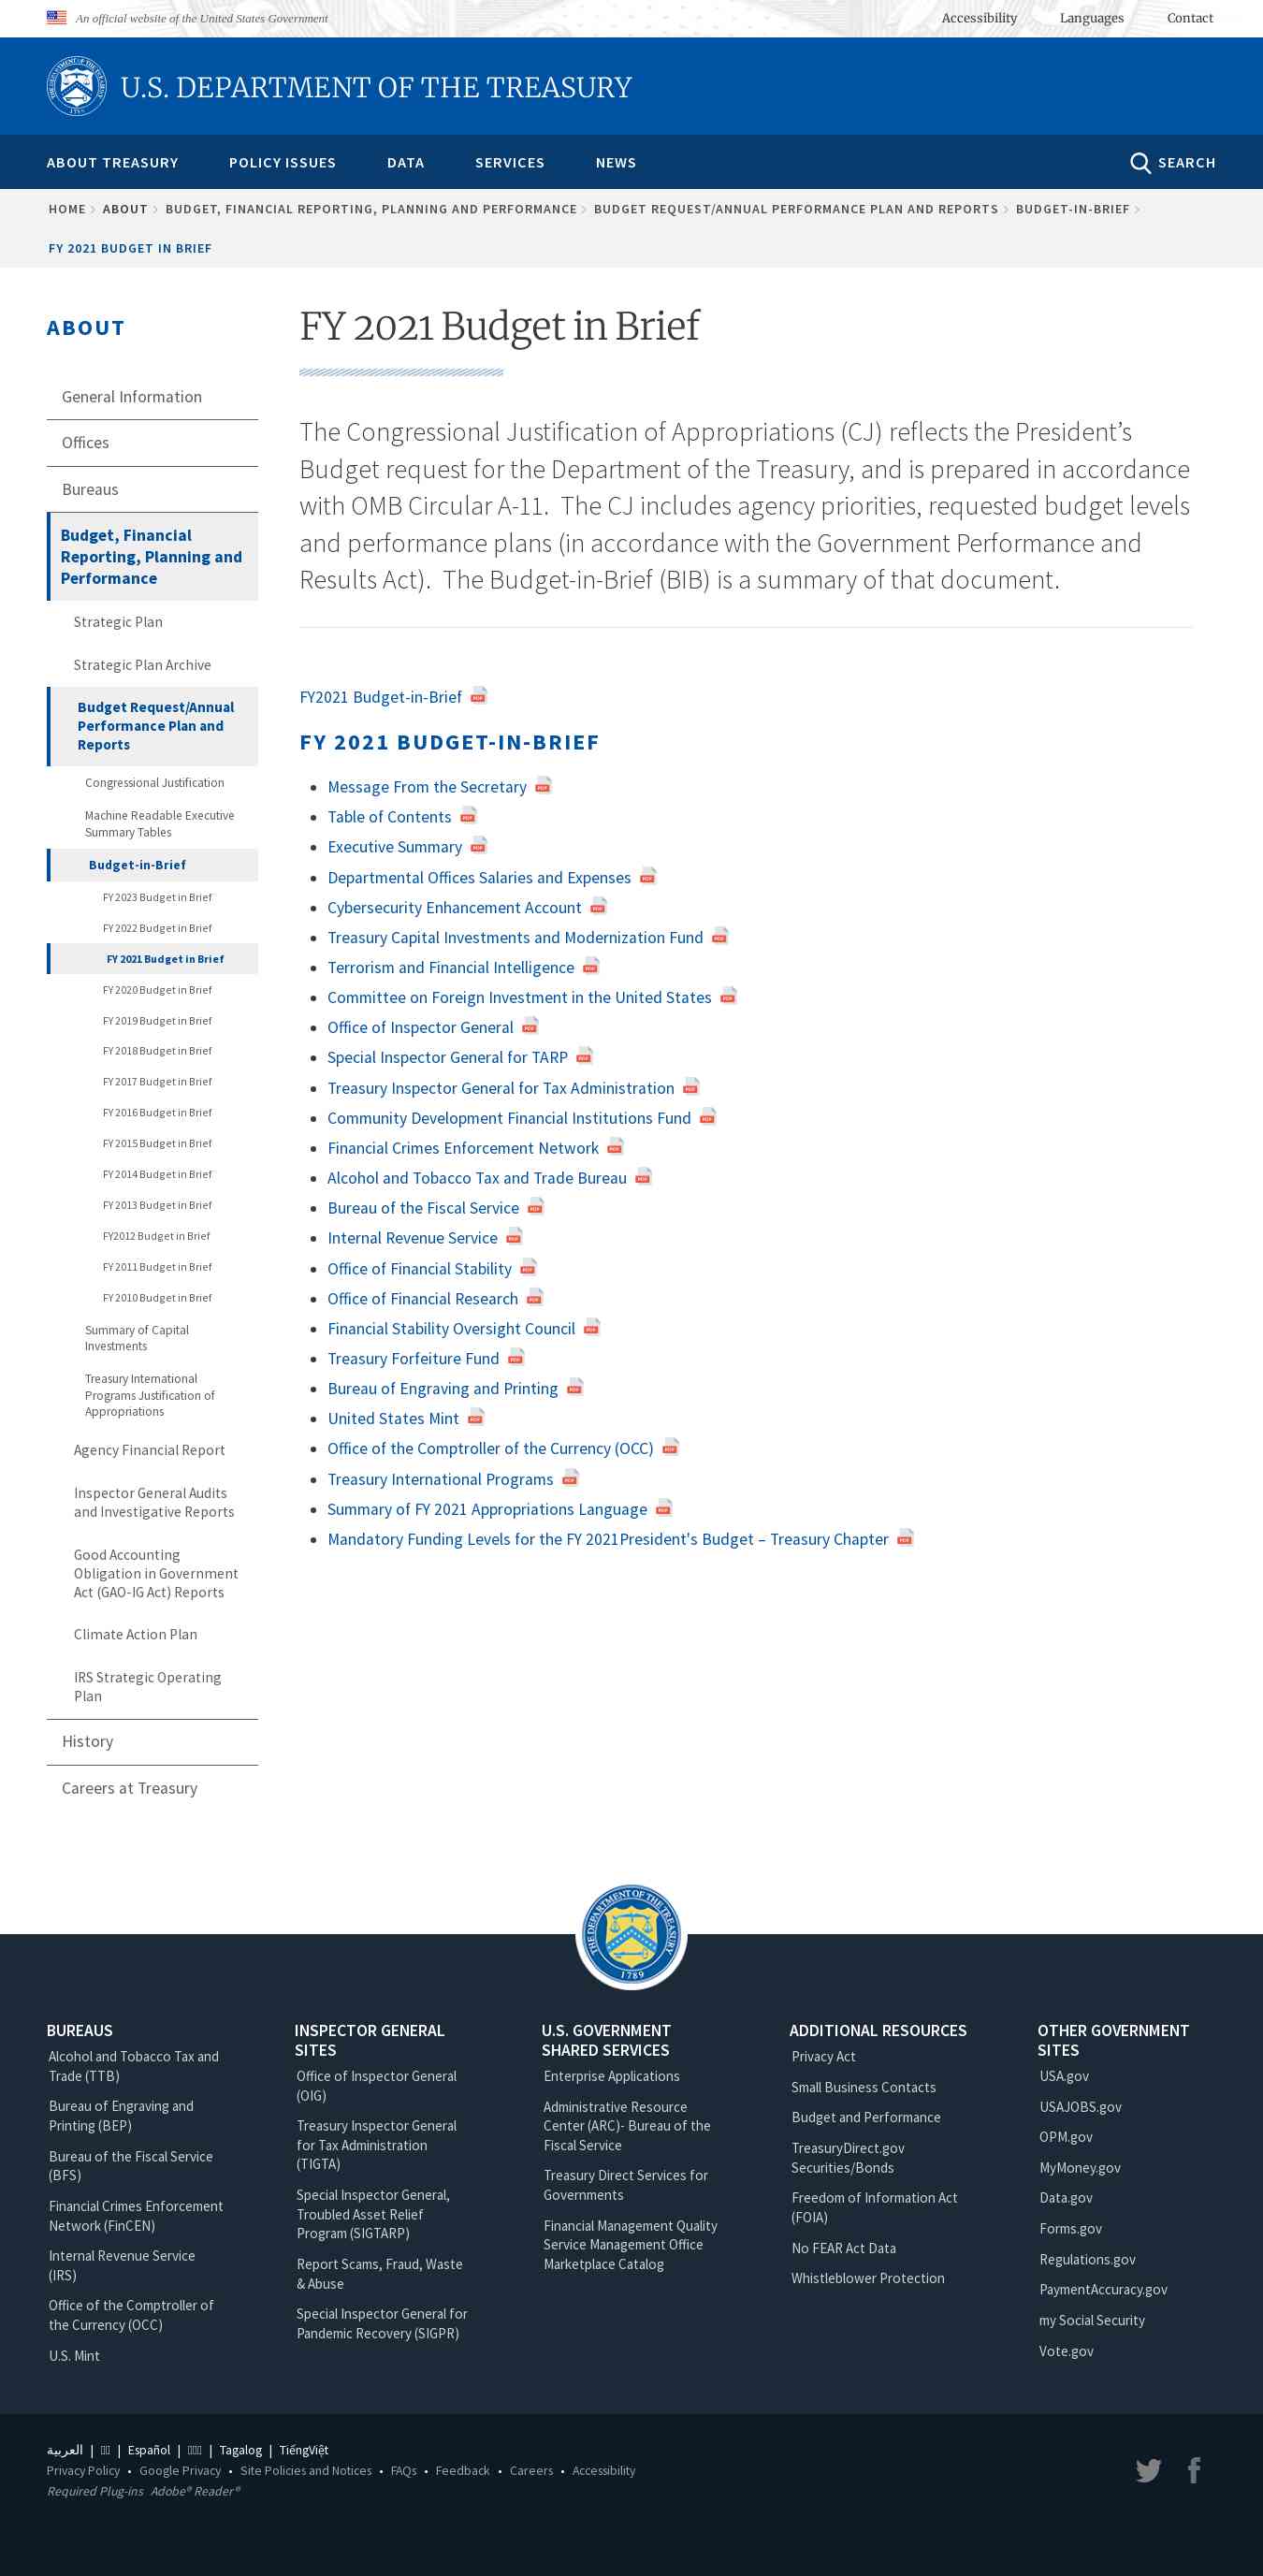 An official website of the United States Government
Accessibility Languages Contact
U.S. DEPARTMENT OF THE TREASURY
ABOUT TREASURY POLICY ISSUES DATA SERVICES NEWS SEARCH
HOME ABOUT BUDGET, FINANCIAL REPORTING, PLANNING AND PERFORMANCE BUDGET REQUEST/ANNUAL PERFORMANCE PLAN AND REPORTS BUDGET-IN-BRIEF
FY 2021 BUDGET IN BRIEF
ABOUT
General Information
Offices
Bureaus
Budget, Financial
Reporting, Planning and
Performance
Strategic Plan
Strategic Plan Archive
Budget Request/Annual
Performance Plan and
Reports
Congressional Justification
Machine Readable Executive
Summary Tables
Budget-in-Brief
FY 2023 Budget in Brief
FY 2022 Budget in Brief
FY 2021 Budget in Brief
FY 2020 Budget in Brief
FY 2019 Budget in Brief
FY 2018 Budget in Brief
FY 2017 Budget in Brief
FY 2016 Budget in Brief
FY 2015 Budget in Brief
FY 2014 Budget in Brief
FY 2013 Budget in Brief
FY2012 Budget in Brief
FY 2011 Budget in Brief
FY 2010 Budget in Brief
Summary of Capital
Investments
Treasury International
Programs Justification of
Appropriations
Agency Financial Report
Inspector General Audits
and Investigative Reports
Good Accounting
Obligation in Government
Act (GAO-IG Act) Reports
Climate Action Plan
IRS Strategic Operating
Plan
History
Careers at Treasury
FY 2021 Budget in Brief
The Congressional Justification of Appropriations (CJ) reflects the President’s
Budget request for the Department of the Treasury, and is prepared in accordance
with OMB Circular A-11.  The CJ includes agency priorities, requested budget levels
and performance plans (in accordance with the Government Performance and
Results Act).  The Budget-in-Brief (BIB) is a summary of that document.
FY2021 Budget-in-Brief
FY 2021 BUDGET-IN-BRIEF
Message From the Secretary
Table of Contents
Executive Summary
Departmental Offices Salaries and Expenses
Cybersecurity Enhancement Account
Treasury Capital Investments and Modernization Fund
Terrorism and Financial Intelligence
Committee on Foreign Investment in the United States
Office of Inspector General
Special Inspector General for TARP
Treasury Inspector General for Tax Administration
Community Development Financial Institutions Fund
Financial Crimes Enforcement Network
Alcohol and Tobacco Tax and Trade Bureau
Bureau of the Fiscal Service
Internal Revenue Service
Office of Financial Stability
Office of Financial Research
Financial Stability Oversight Council
Treasury Forfeiture Fund
Bureau of Engraving and Printing
United States Mint
Office of the Comptroller of the Currency (OCC)
Treasury International Programs
Summary of FY 2021 Appropriations Language
Mandatory Funding Levels for the FY 2021President's Budget – Treasury Chapter
THE DEPARTMENT OF THE TREASURY
1789
BUREAUS
Alcohol and Tobacco Tax and
Trade (TTB)
Bureau of Engraving and
Printing (BEP)
Bureau of the Fiscal Service
(BFS)
Financial Crimes Enforcement
Network (FinCEN)
Internal Revenue Service
(IRS)
Office of the Comptroller of
the Currency (OCC)
U.S. Mint
INSPECTOR GENERAL
SITES
Office of Inspector General
(OIG)
Treasury Inspector General
for Tax Administration
(TIGTA)
Special Inspector General,
Troubled Asset Relief
Program (SIGTARP)
Report Scams, Fraud, Waste
& Abuse
Special Inspector General for
Pandemic Recovery (SIGPR)
U.S. GOVERNMENT
SHARED SERVICES
Enterprise Applications
Administrative Resource
Center (ARC)- Bureau of the
Fiscal Service
Treasury Direct Services for
Governments
Financial Management Quality
Service Management Office
Marketplace Catalog
ADDITIONAL RESOURCES
Privacy Act
Small Business Contacts
Budget and Performance
TreasuryDirect.gov
Securities/Bonds
Freedom of Information Act
(FOIA)
No FEAR Act Data
Whistleblower Protection
OTHER GOVERNMENT
SITES
USA.gov
USAJOBS.gov
OPM.gov
MyMoney.gov
Data.gov
Forms.gov
Regulations.gov
PaymentAccuracy.gov
my Social Security
Vote.gov
العربية | | Español | | Tagalog | TiếngViệt
Privacy Policy • Google Privacy • Site Policies and Notices • FAQs • Feedback • Careers • Accessibility
Required Plug-ins Adobe® Reader®